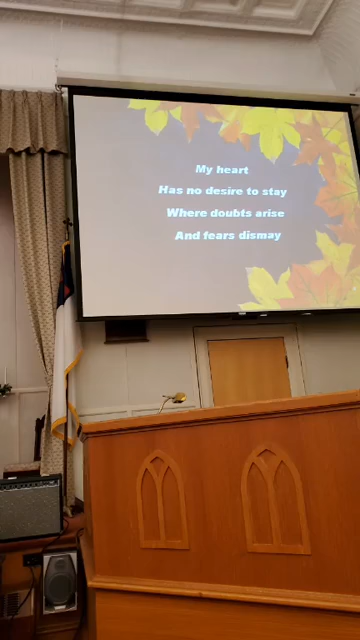 My heart
Has no desire to stay
Where doubts arise
And fears dismay